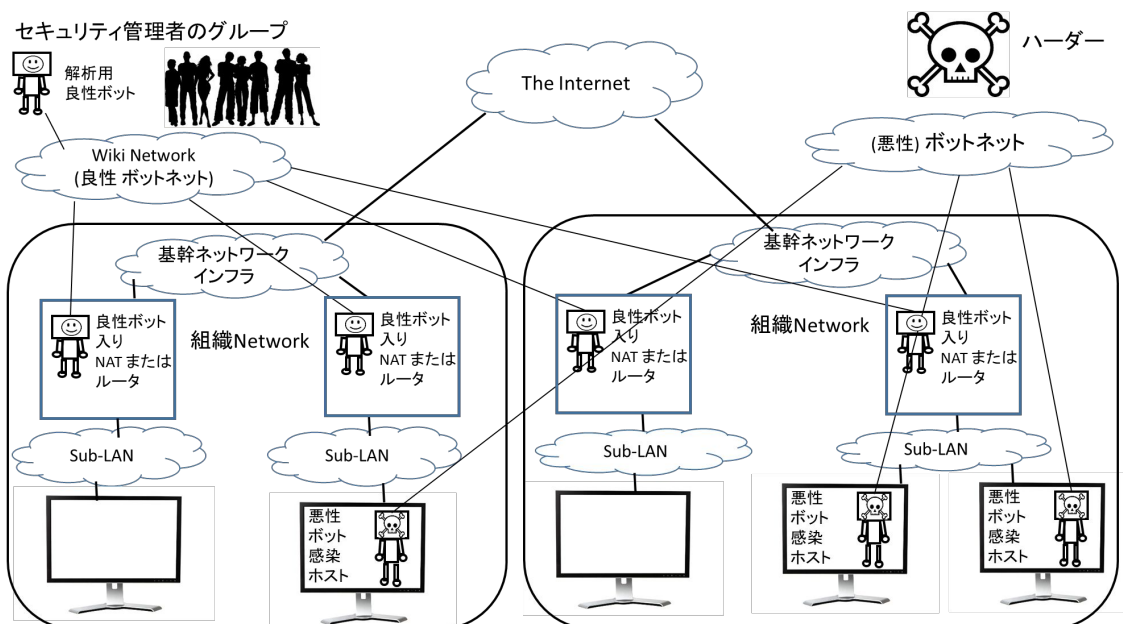 セキュリティ管理者のグループ
解析用
良性ボット
The Internet
ハーダー
Wiki Network
(良性 ボットネット)
(悪性) ボットネット
基幹ネットワーク
インフラ
基幹ネットワーク
インフラ
良性ボット
入り
NAT または
ルータ
組織Network
良性ボット
入り
NAT または
ルータ
良性ボット
入り
NAT または
ルータ
組織Network
良性ボット
入り
NAT または
ルータ
Sub-LAN
Sub-LAN
Sub-LAN
Sub-LAN
悪性
ボット
感染
ホスト
悪性
ボット
感染
ホスト
悪性
ボット
感染
ホスト